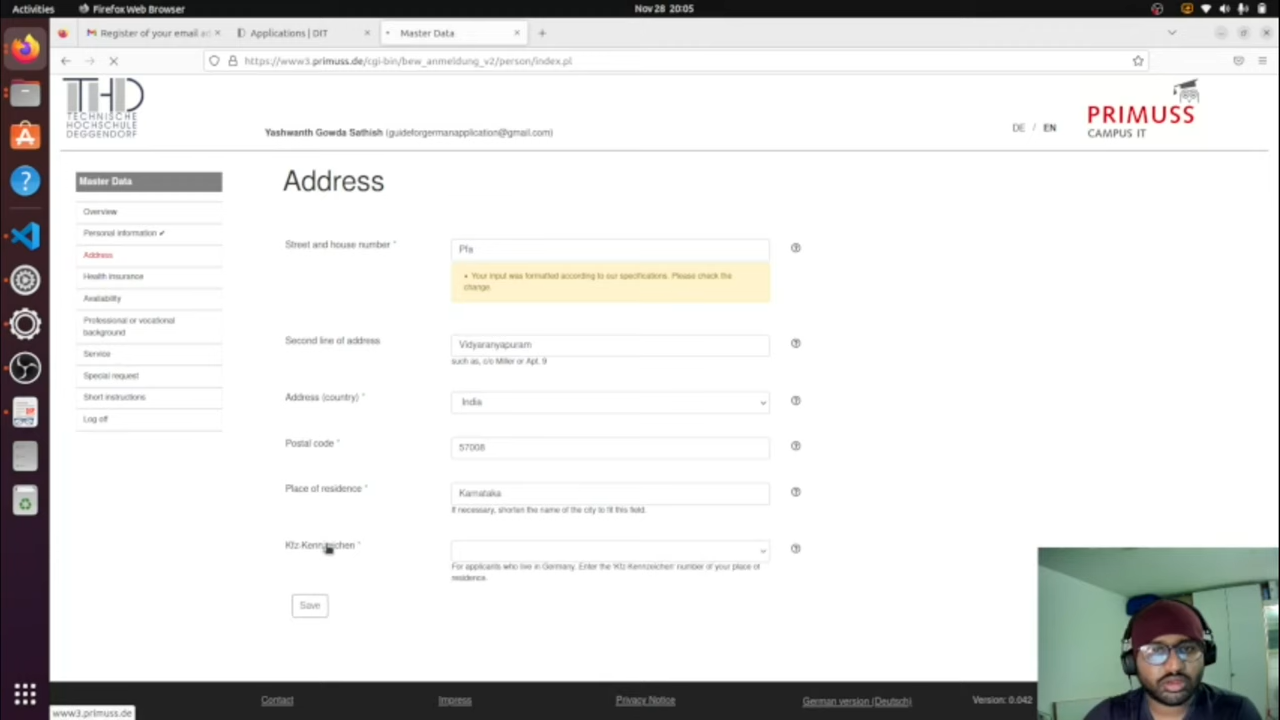 Activities
Firefox Web Browser
Nov 28 20:05
Register of your email ad
Applications | DIT
Master Data
https://www3.primuss.de/cgi-bin/bew_anmeldung_v2/person/index.pl
THD
TECHNISCHE
HOCHSCHULE
DEGGENDORF
Yashwanth Gowda Sathish (guideforgermanapplication@gmail.com)
DE / EN
PRIMUSS
CAMPUS IT
Master Data
Overview
Personal information ✓
Address
Health insurance
Availability
Professional or vocational
background
Service
Special request
Short instructions
Log off
Address
Street and house number *
Pfa
• Your input was formatted according to our specifications. Please check the
change.
Second line of address
Vidyaranyapuram
such as, c/o Miller or Apt. 9
Address (country) *
India
Postal code *
57008
Place of residence *
Karnataka
If necessary, shorten the name of the city to fit this field.
Kfz-Kennzeichen *
For applicants who live in Germany. Enter the 'Kfz-Kennzeichen' number of your place of
residence.
Save
Contact
Impress
Privacy Notice
German version (Deutsch)
Version: 0.042
www3.primuss.de